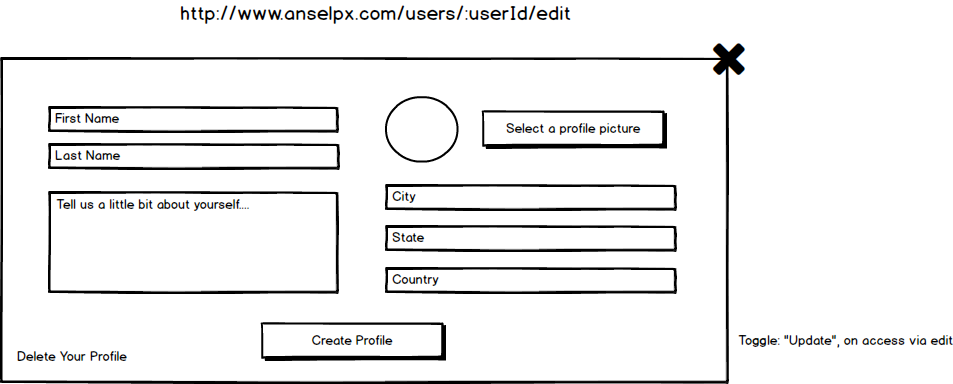 http://www.anselpx.com/users/:userId/edit
First Name
Last Name
Tell us a little bit about yourself....
Select a profile picture
City
State
Country
Create Profile
Delete Your Profile
Toggle: "Update", on access via edit